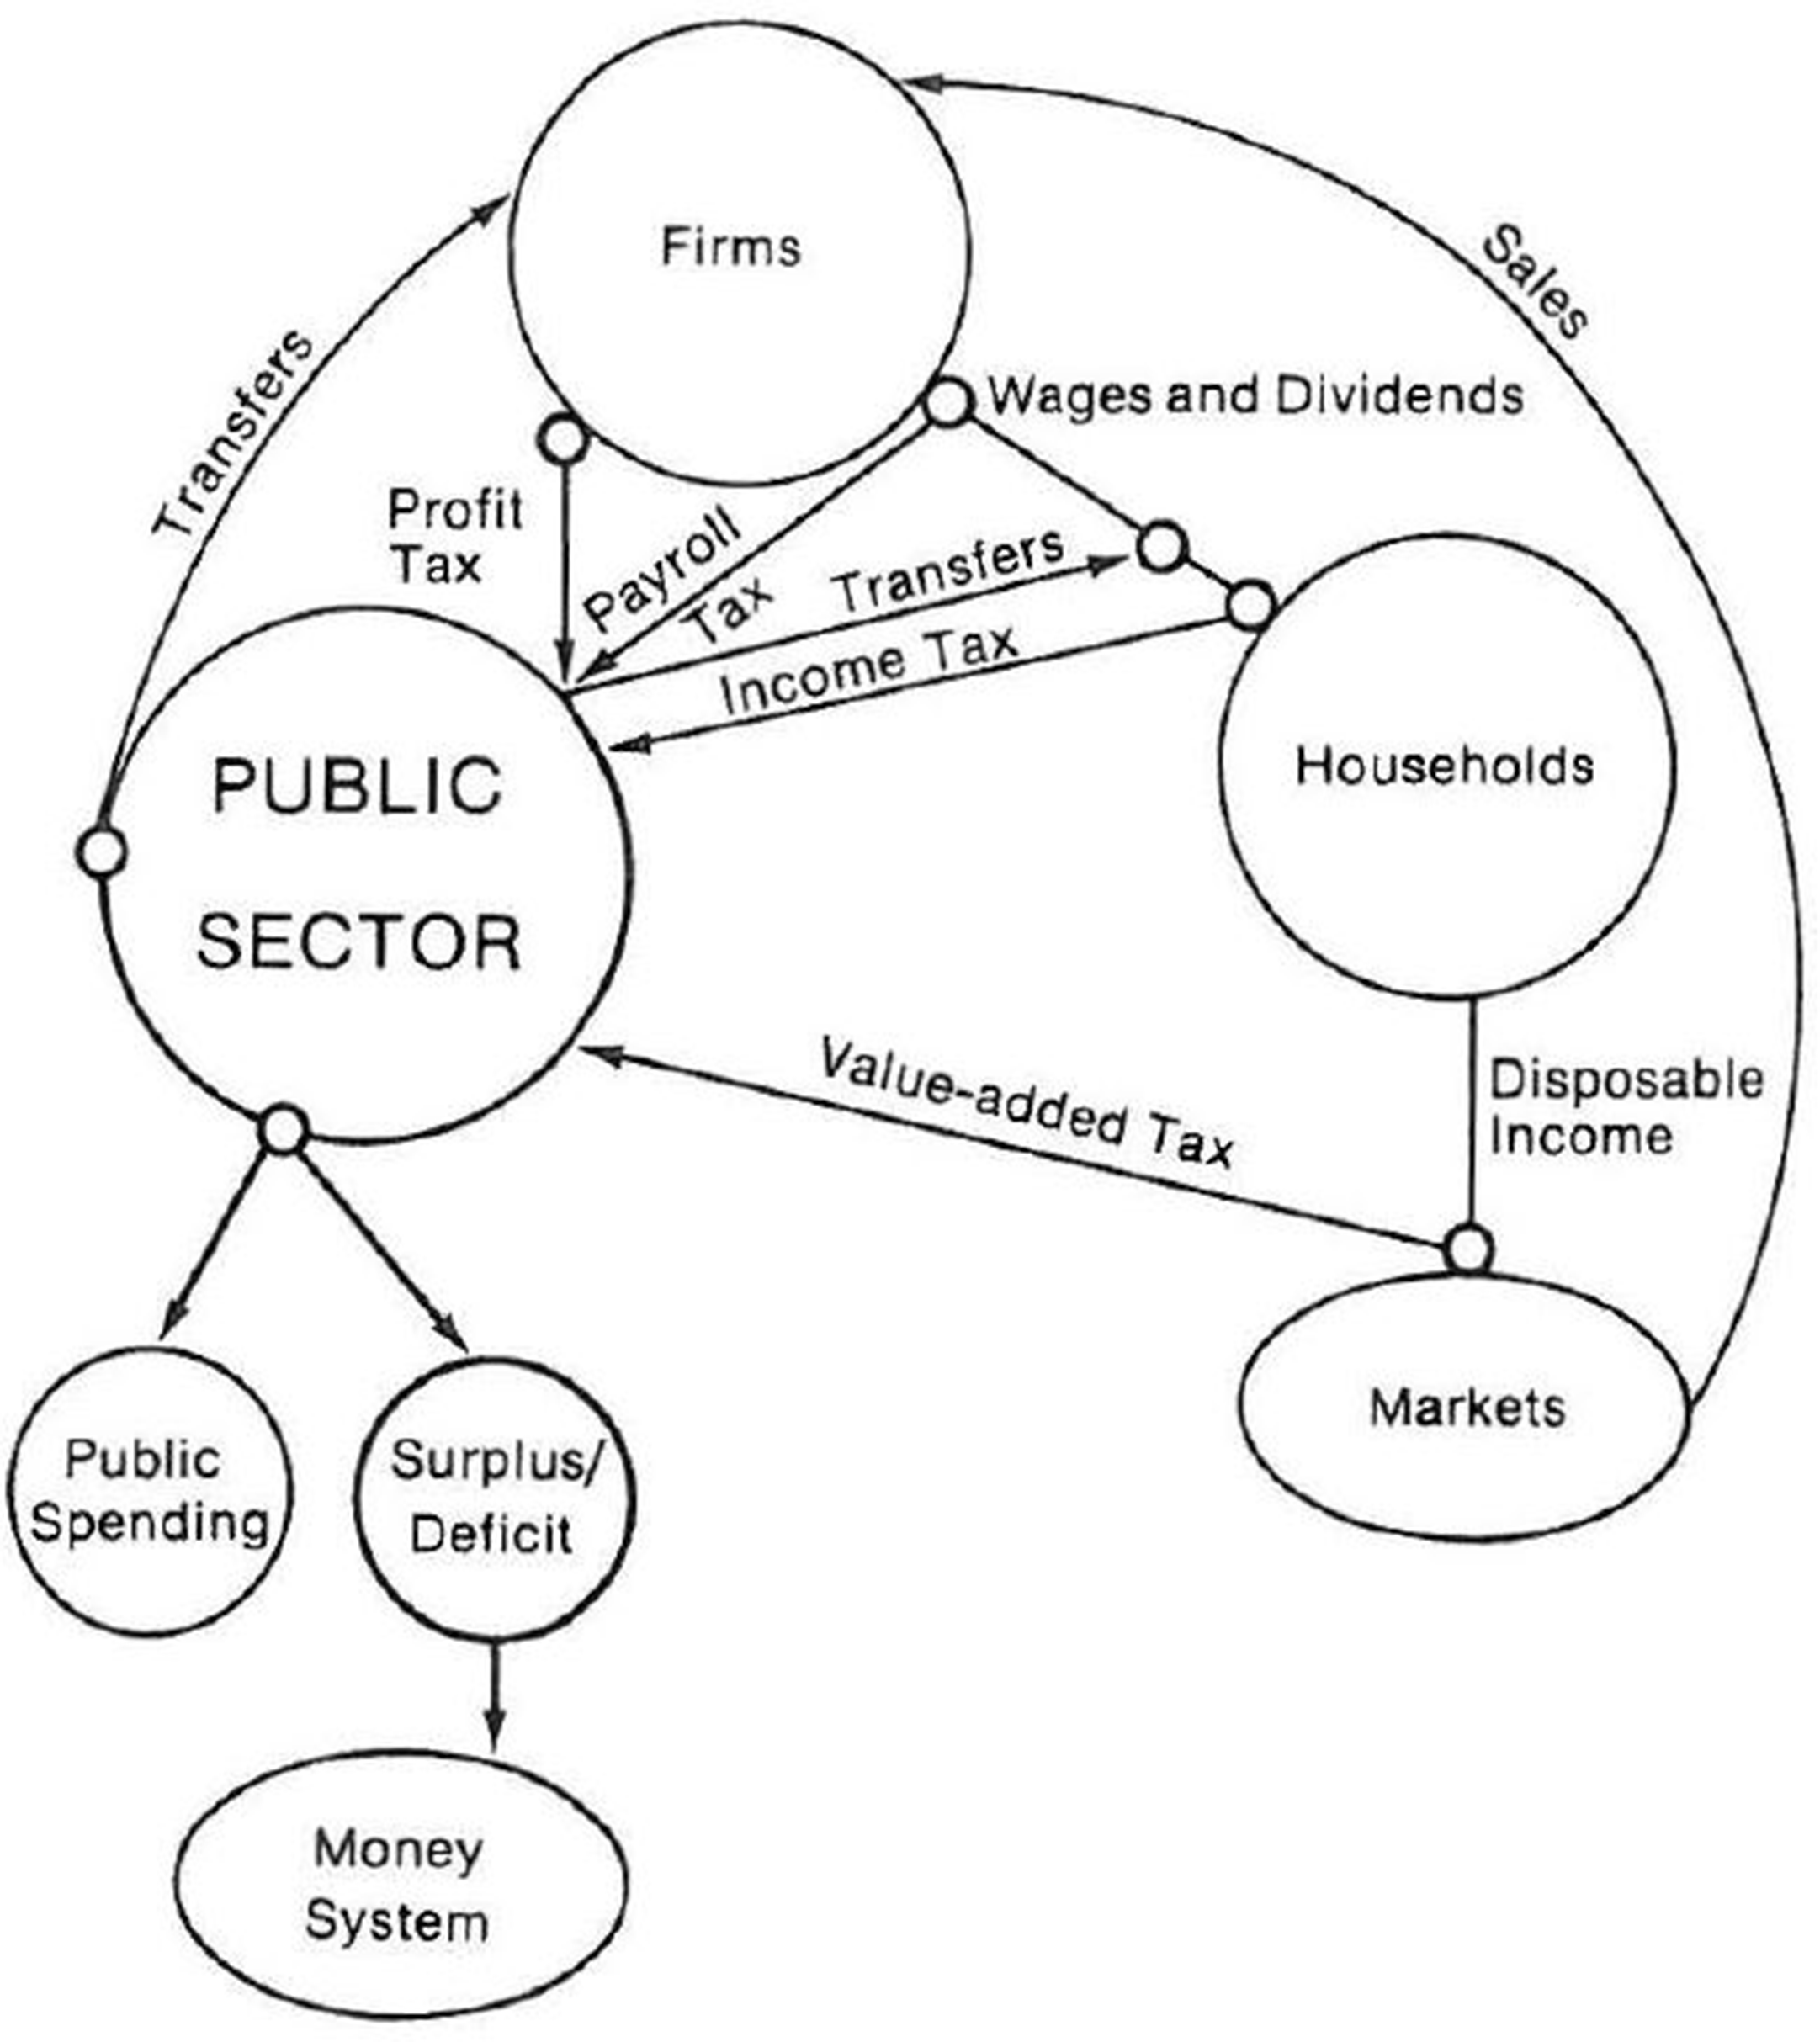 Firms
Sales
Transfers
Wages and Dividends
Profit
Tax
Payroll
Tax
Transfers
Income Tax
PUBLIC
SECTOR
Households
Value-added Tax
Disposable
Income
Markets
Public
Spending
Surplus/
Deficit
Money
System